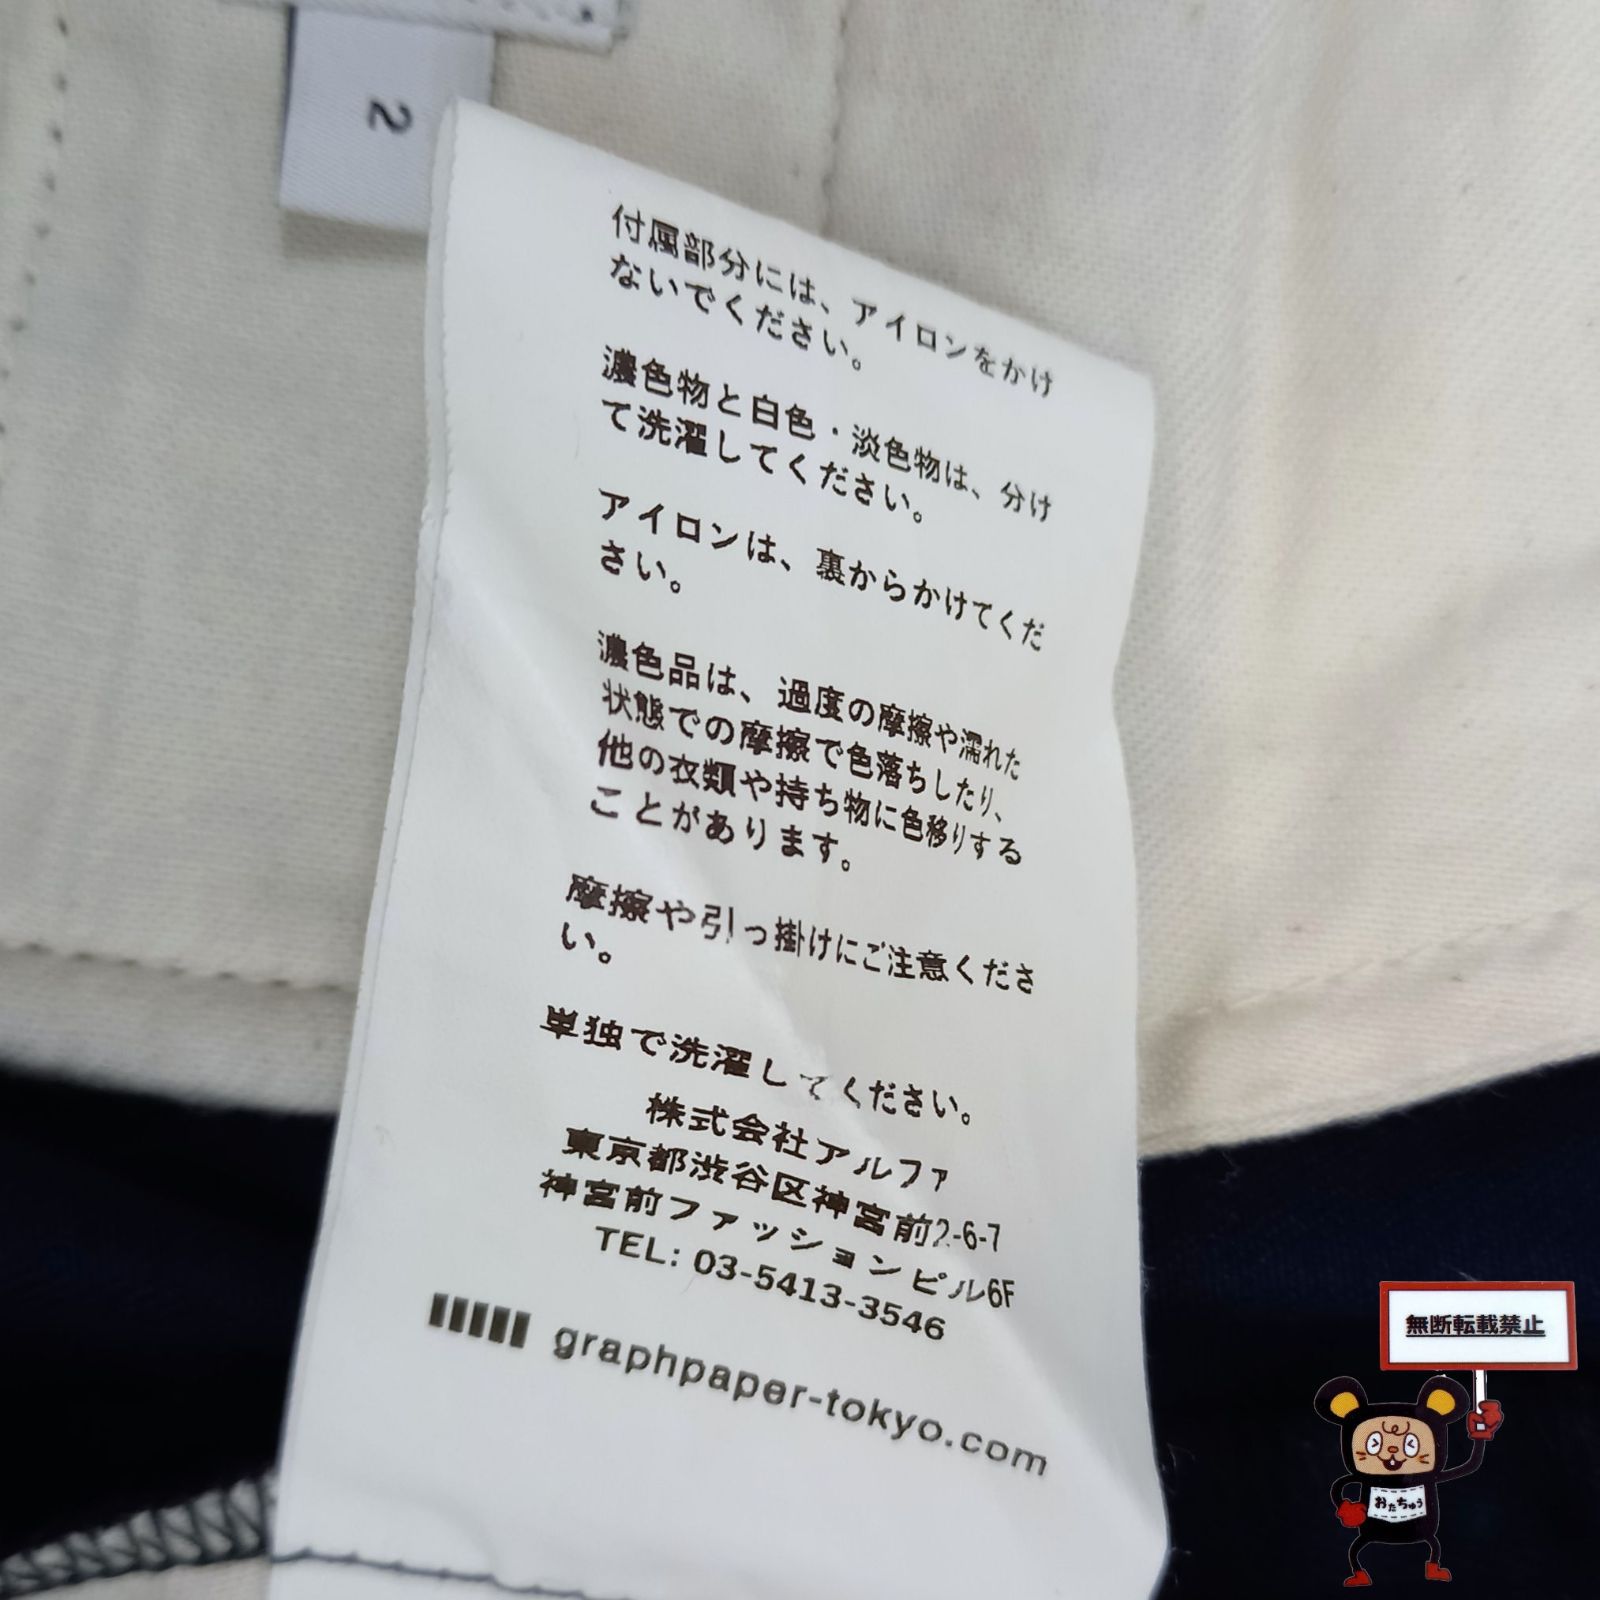 2
付属部分には、アイロンをかけ
ないでください。
濃色物と白色・淡色物は、分け
て洗濯してください。
アイロンは、裏からかけてくだ
さい。
濃色品は、過度の摩擦や濡れた
状態での摩擦で色落ちしたり、
他の衣類や持ち物に色移りする
ことがあります。
摩擦や引っ掛けにご注意くださ
い。
単独で洗濯してください。
株式会社アルファ
東京都渋谷区神宮前2-6-7
神宮前ファッションビル6F
TEL: 03-5413-3546
graphpaper-tokyo.com
無断転載禁止
おたちゅう